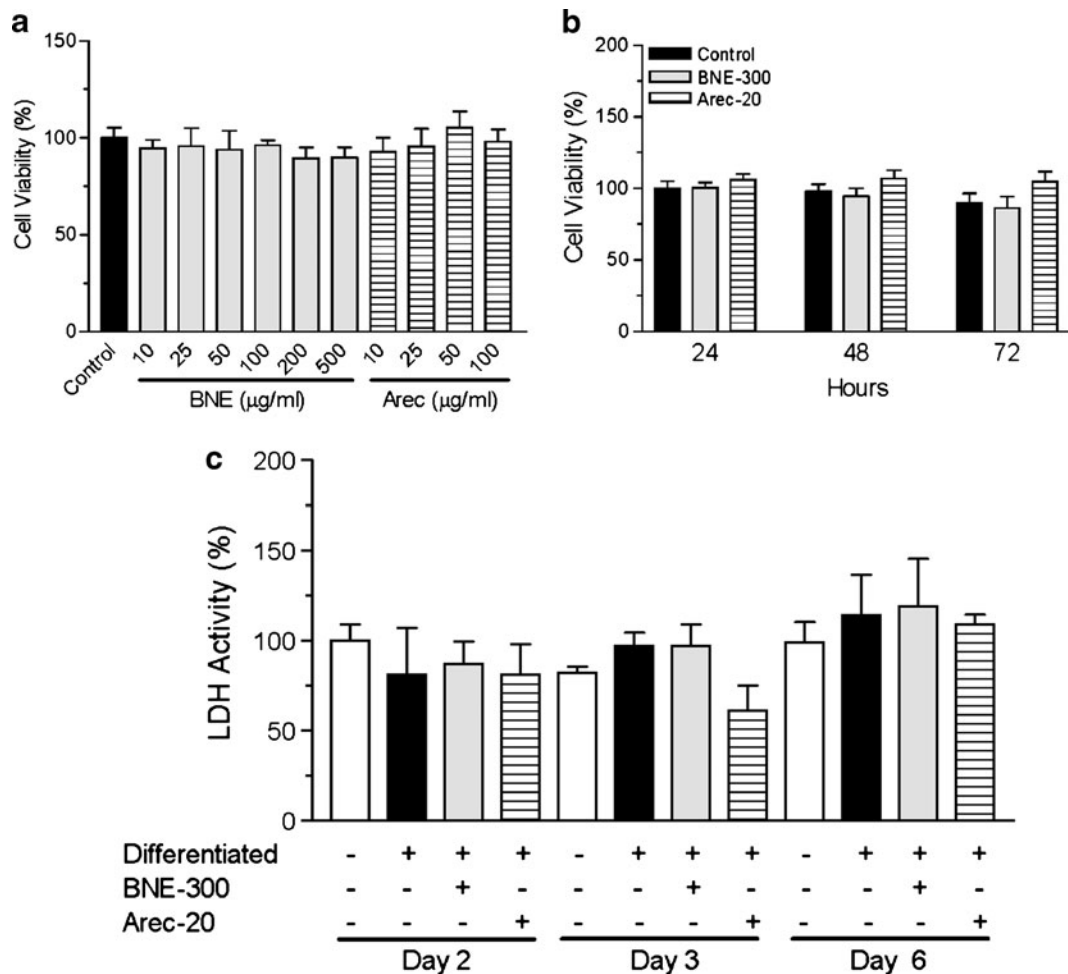 a
150
100
50
0
Cell Viability (%)
Control 10 25 50 100 200 500 10 25 50 100
BNE (μg/ml) Arec (μg/ml)
b
200
150
100
50
0
Cell Viability (%)
Control
BNE-300
Arec-20
24 48 72
Hours
c
200
150
100
50
0
LDH Activity (%)
Differentiated - + + + - + + + - + + +
BNE-300 - - + - - - + - - - + -
Arec-20 - - - + - - - + - - - +
Day 2 Day 3 Day 6